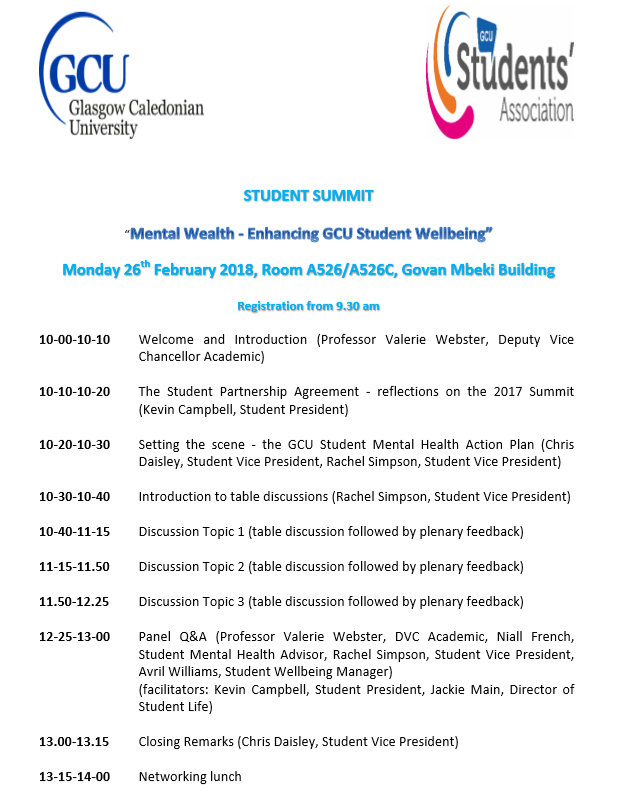 GCU
Glasgow Caledonian
University
GCU
Students'
Association
STUDENT SUMMIT
"Mental Wealth - Enhancing GCU Student Wellbeing”
Monday 26th February 2018, Room A526/A526C, Govan Mbeki Building
Registration from 9.30 am
10-00-10-10 Welcome and Introduction (Professor Valerie Webster, Deputy Vice
Chancellor Academic)
10-10-10-20 The Student Partnership Agreement - reflections on the 2017 Summit
(Kevin Campbell, Student President)
10-20-10-30 Setting the scene - the GCU Student Mental Health Action Plan (Chris
Daisley, Student Vice President, Rachel Simpson, Student Vice President)
10-30-10-40 Introduction to table discussions (Rachel Simpson, Student Vice President)
10-40-11-15 Discussion Topic 1 (table discussion followed by plenary feedback)
11-15-11.50 Discussion Topic 2 (table discussion followed by plenary feedback)
11.50-12.25 Discussion Topic 3 (table discussion followed by plenary feedback)
12-25-13-00 Panel Q&A (Professor Valerie Webster, DVC Academic, Niall French,
Student Mental Health Advisor, Rachel Simpson, Student Vice President,
Avril Williams, Student Wellbeing Manager)
(facilitators: Kevin Campbell, Student President, Jackie Main, Director of
Student Life)
13.00-13.15 Closing Remarks (Chris Daisley, Student Vice President)
13-15-14-00 Networking lunch